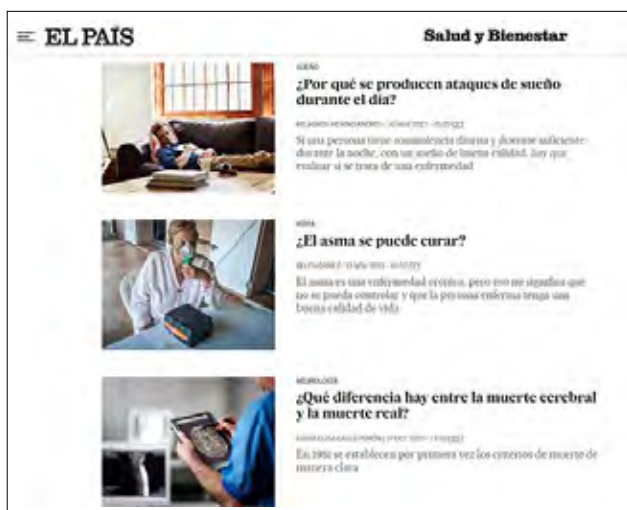 EL PAÍS
Salud y Bienestar
SUEÑO
¿Por qué se producen ataques de sueño
durante el día?
Si una persona tiene somnolencia diurna y duerme suficiente
durante la noche, con un sueño de buena calidad, hay que
evaluar si se trata de una enfermedad
ASMA
¿El asma se puede curar?
El asma es una enfermedad crónica, pero eso no significa que
no se pueda controlar y que la persona enferma tenga una
buena calidad de vida
NEUROLOGÍA
¿Qué diferencia hay entre la muerte cerebral
y la muerte real?
En se establecen por primera vez los criterios de muerte de
manera clara